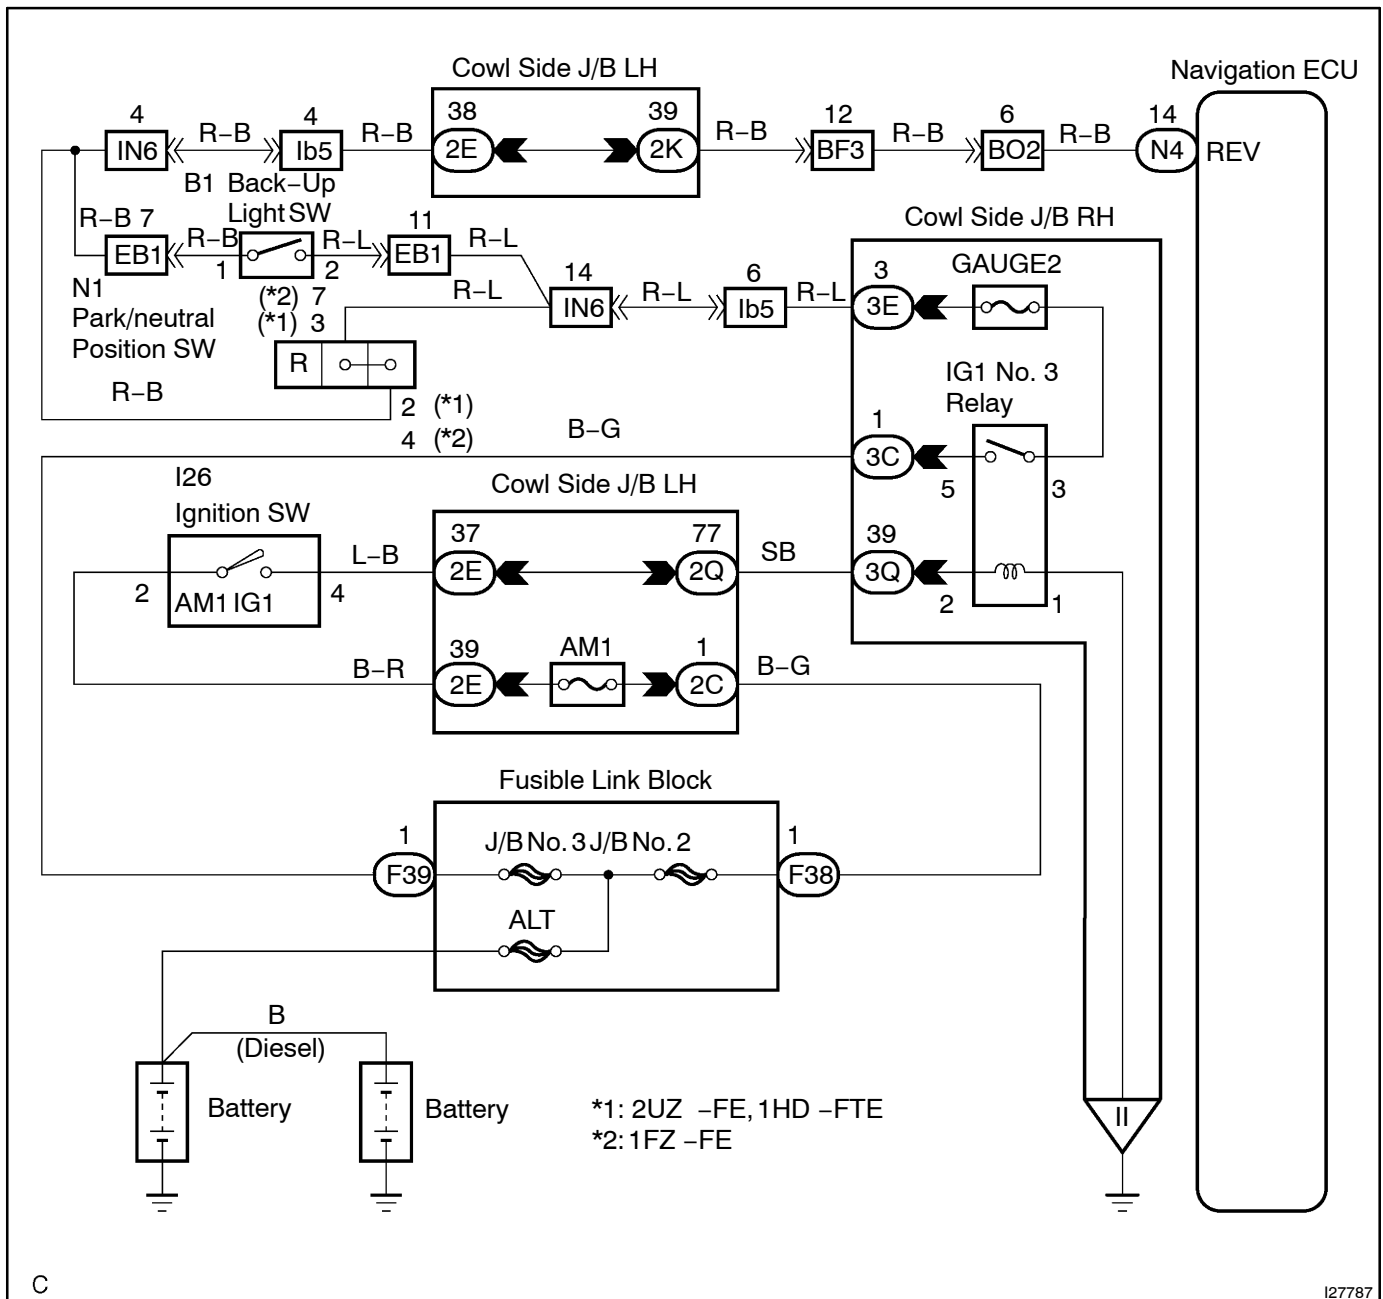 Cowl Side J/B LH
Navigation ECU
4 4 38 39 12 6 14
R–B R–B R–B R–B R–B
IN6 Ib5 2E 2K BF3 BO2 N4 REV
B1 Back–Up
Light SW
Cowl Side J/B RH
R–B 7 R–B R–L 11 R–L
EB1 EB1
1 2
GAUGE2
N1
Park/neutral
Position SW
(*2) 7
(*1) 3
R–L 14 R–L 6 R–L 3
IN6 Ib5 3E
R
R–B
2 (*1)
4 (*2)
B–G
IG1 No. 3
Relay
1
3C
5 3
I26
Ignition SW
Cowl Side J/B LH
L–B 37 77 SB 39
2E 2Q 3Q
2 AM1 IG1 4
2 1
B–R 39 AM1 1 B–G
2E 2C
Fusible Link Block
1 J/B No. 3 J/B No. 2 1
F39 F38
ALT
B
(Diesel)
Battery Battery
*1: 2UZ –FE, 1HD –FTE
*2: 1FZ –FE
II
C
I27787